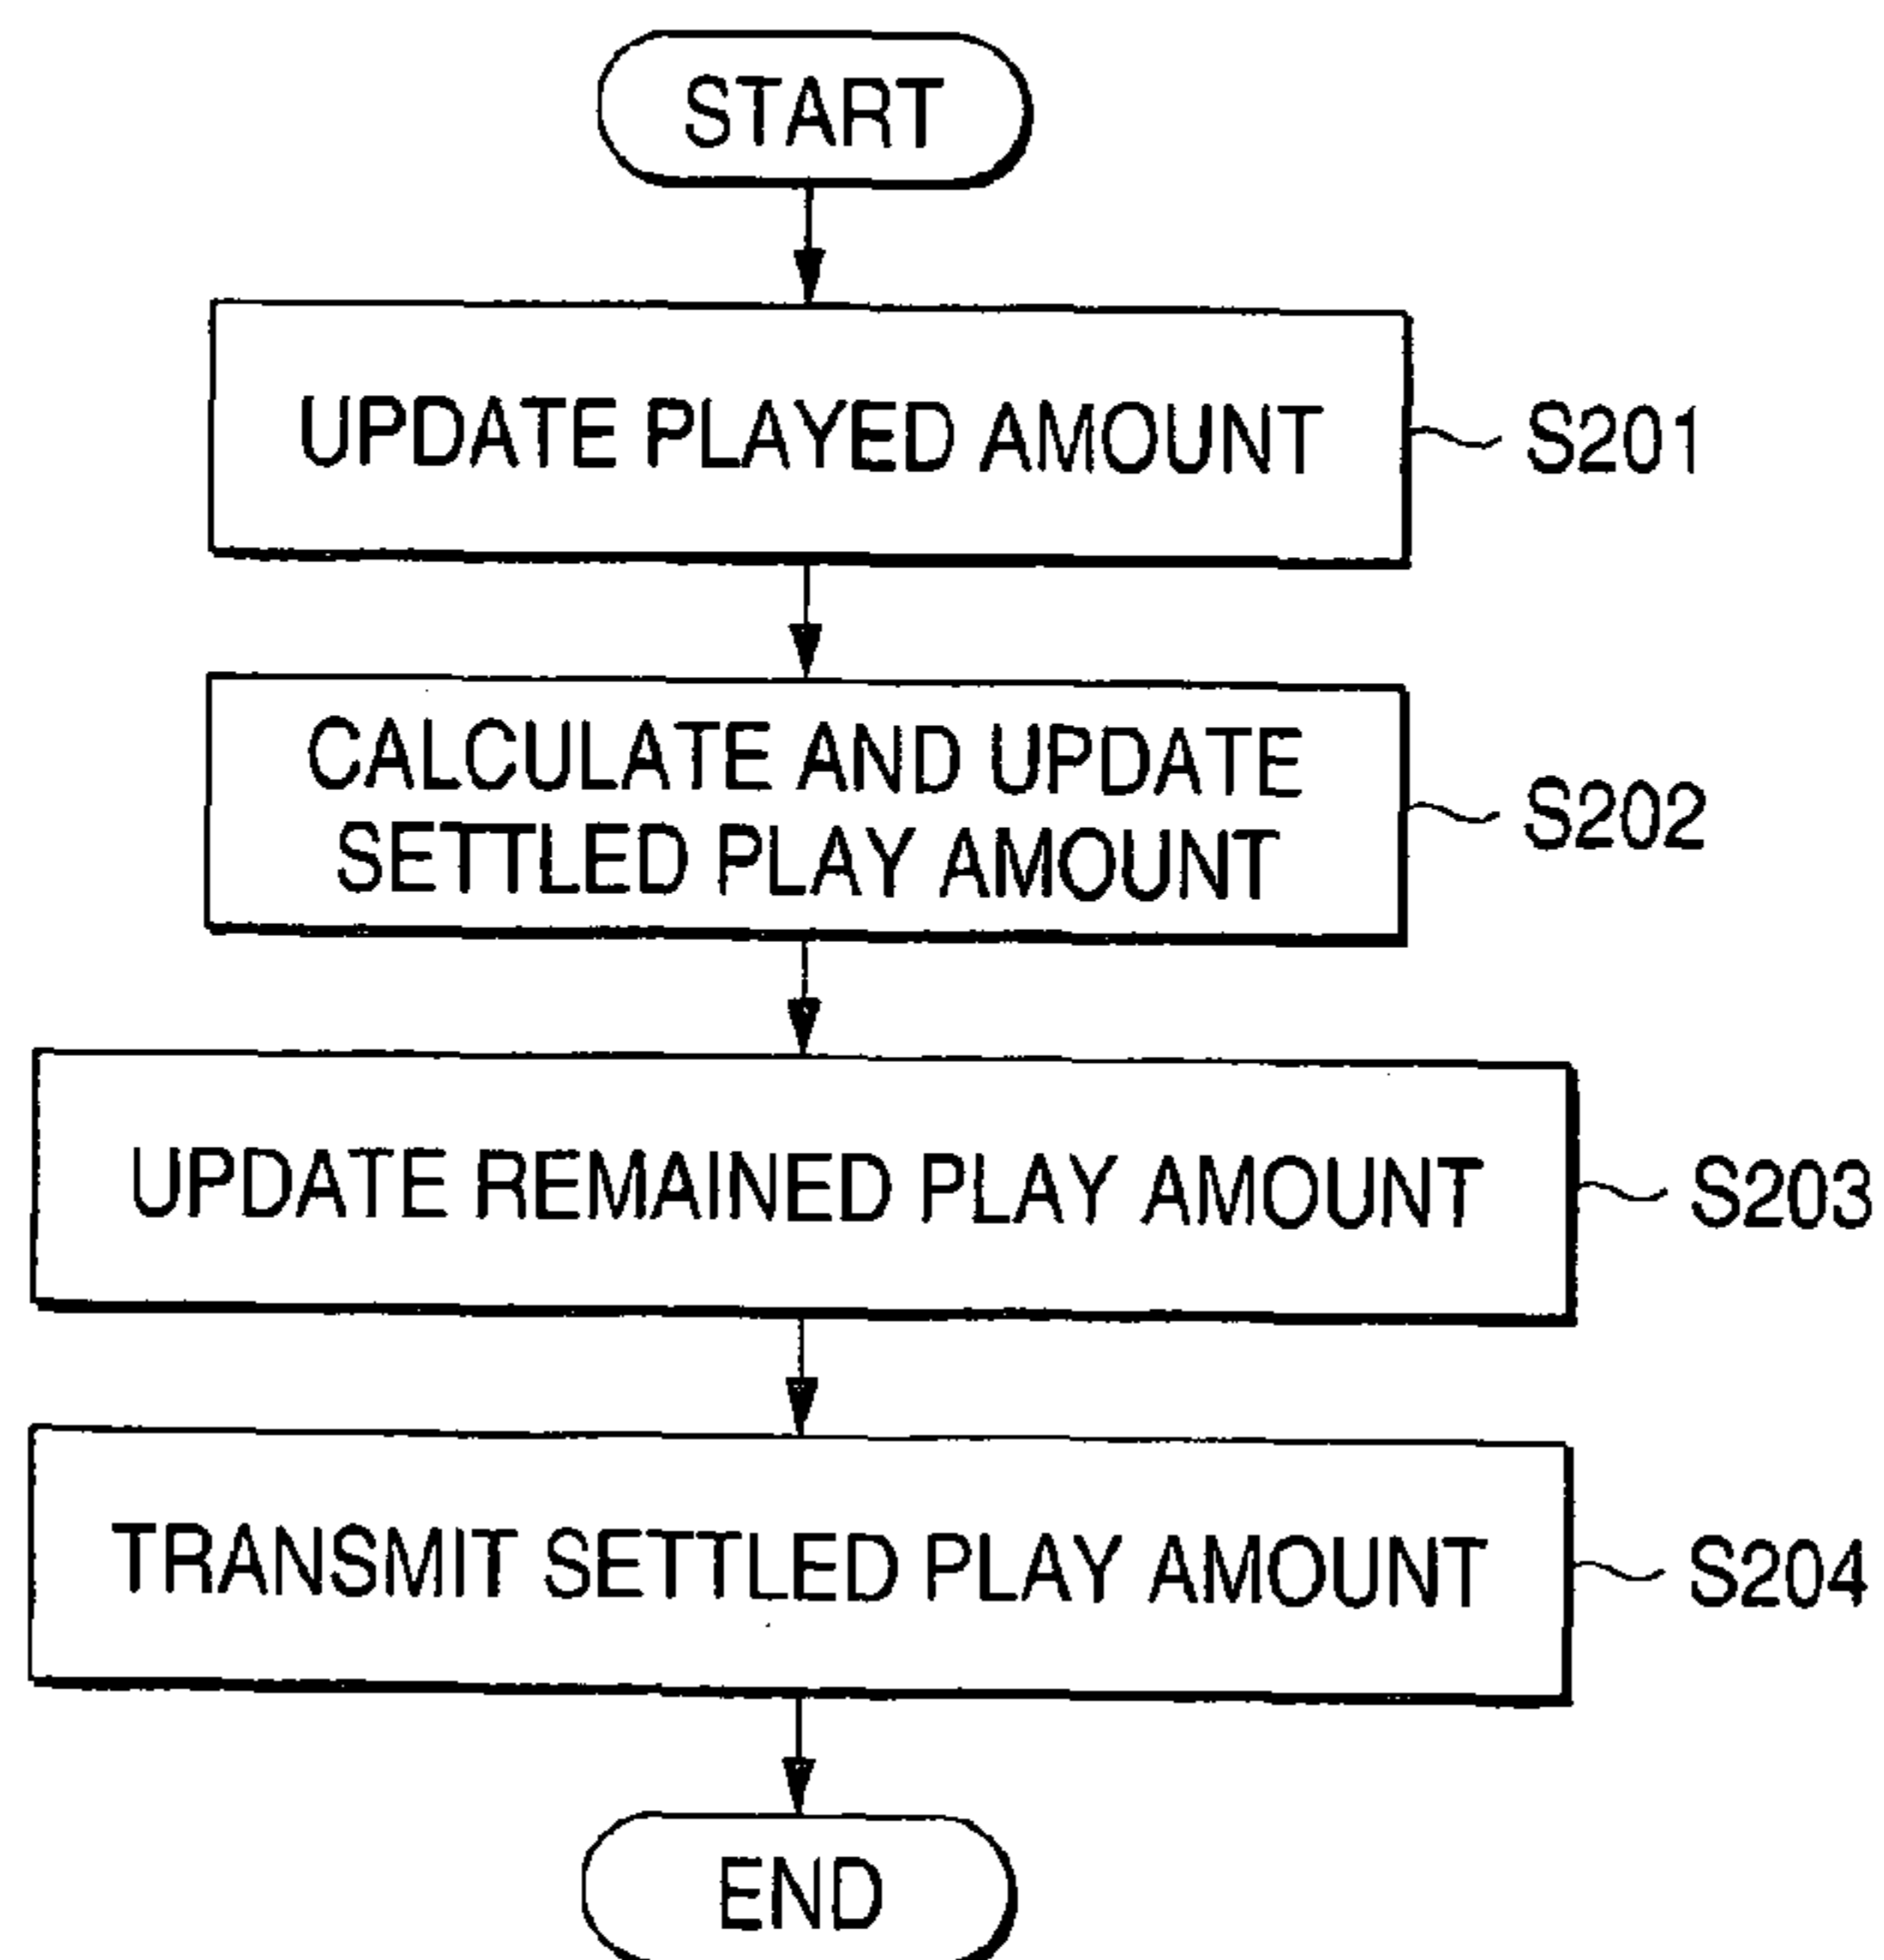 START
UPDATE PLAYED AMOUNT
S201
CALCULATE AND UPDATE
SETTLED PLAY AMOUNT
S202
UPDATE REMAINED PLAY AMOUNT
S203
TRANSMIT SETTLED PLAY AMOUNT
S204
END